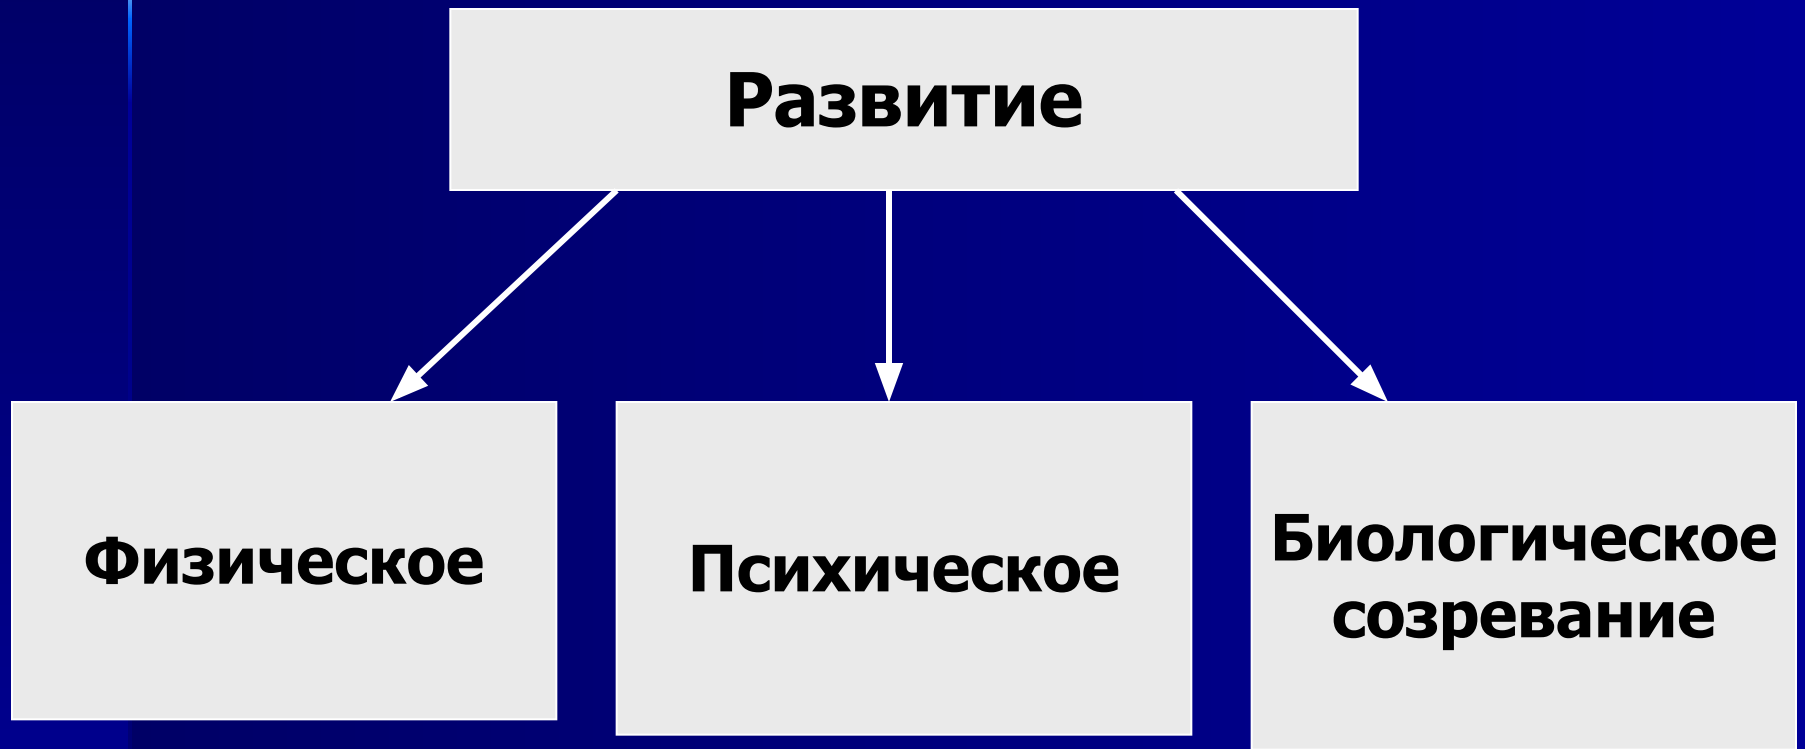 Развитие
Физическое
Психическое
Биологическое
созревание